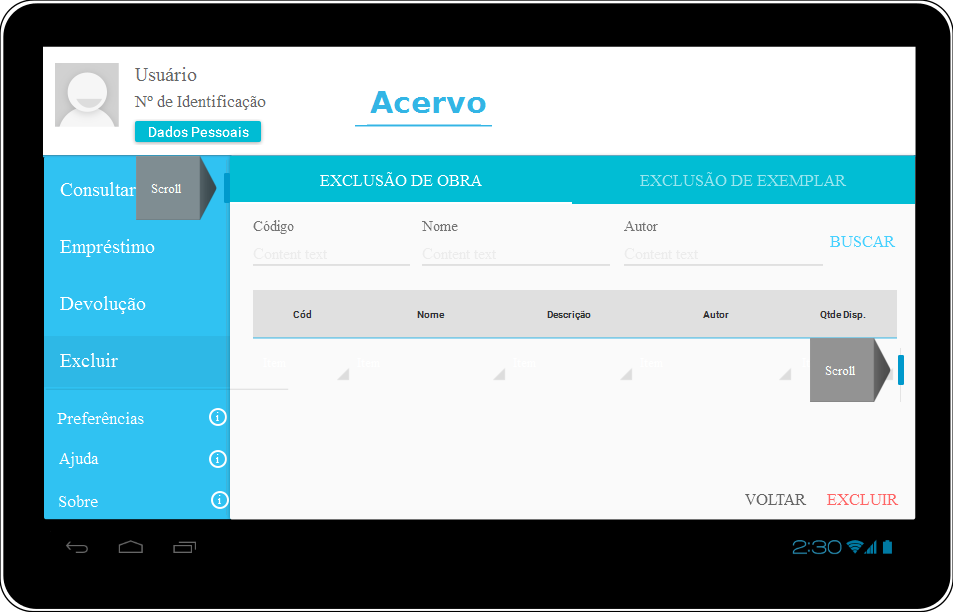 Usuário
Nº de Identificação
Dados Pessoais
Acervo
Consultar
Scroll
Empréstimo
Devolução
Excluir
Preferências
Ajuda
Sobre
EXCLUSÃO DE OBRA
EXCLUSÃO DE EXEMPLAR
Código
Nome
Autor
Content text
Content text
Content text
BUSCAR
Cód
Nome
Descrição
Autor
Qtde Disp.
Item
Item
Item
Item
Scroll
VOLTAR
EXCLUIR
2:30